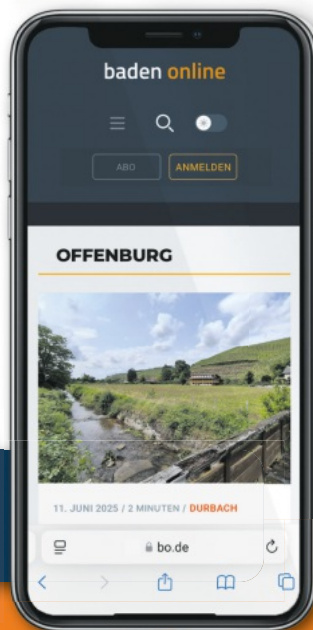 baden online
ABO
ANMELDEN
OFFENBURG
11. JUNI 2025 / 2 MINUTEN / DURBACH
bo.de